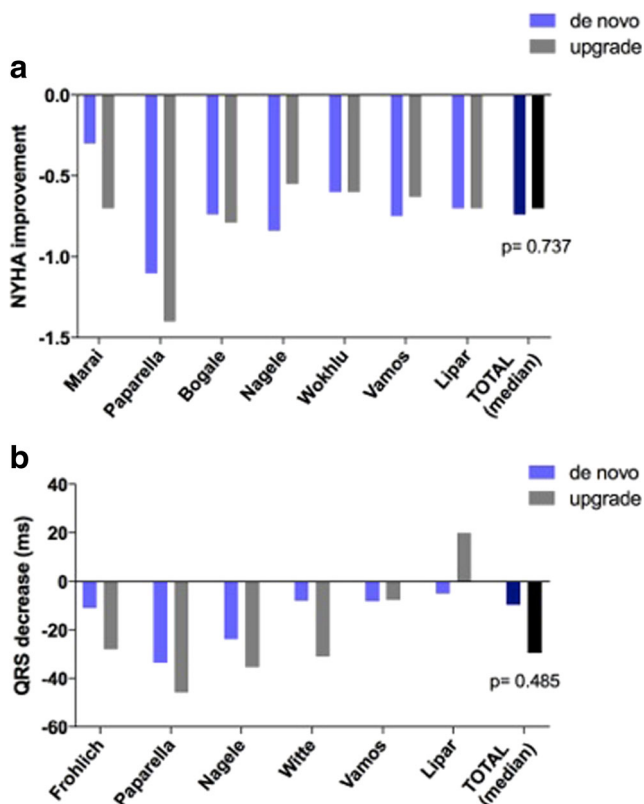 de novo
upgrade
a
0.0
-0.5
-1.0
-1.5
NYHA improvement
p= 0.737
Marai
Paparella
Bogale
Nagele
Wokhlu
Vamos
Lipar
TOTAL
(median)
b
de novo
upgrade
40
20
0
-20
-40
-60
QRS decrease (ms)
p= 0.485
Frohlich
Paparella
Nagele
Witte
Vamos
Lipar
TOTAL
(median)